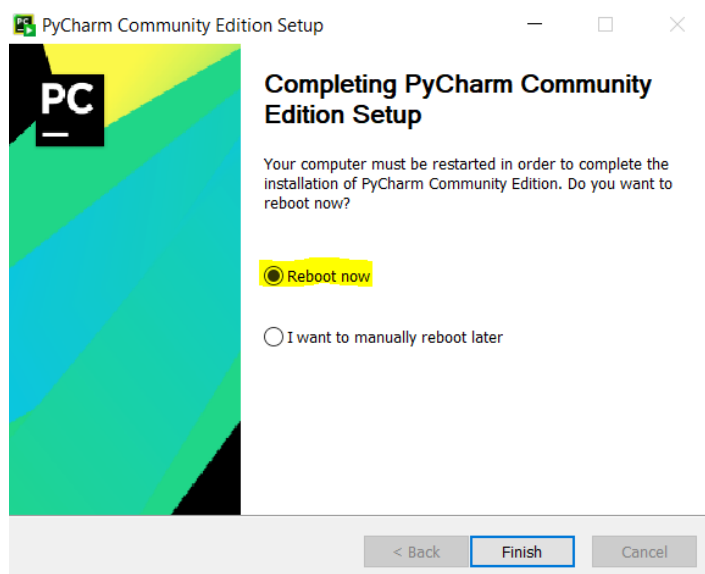 PyCharm Community Edition Setup
PC
Completing PyCharm Community
Edition Setup
Your computer must be restarted in order to complete the
installation of PyCharm Community Edition. Do you want to
reboot now?
Reboot now
I want to manually reboot later
< Back
Finish
Cancel